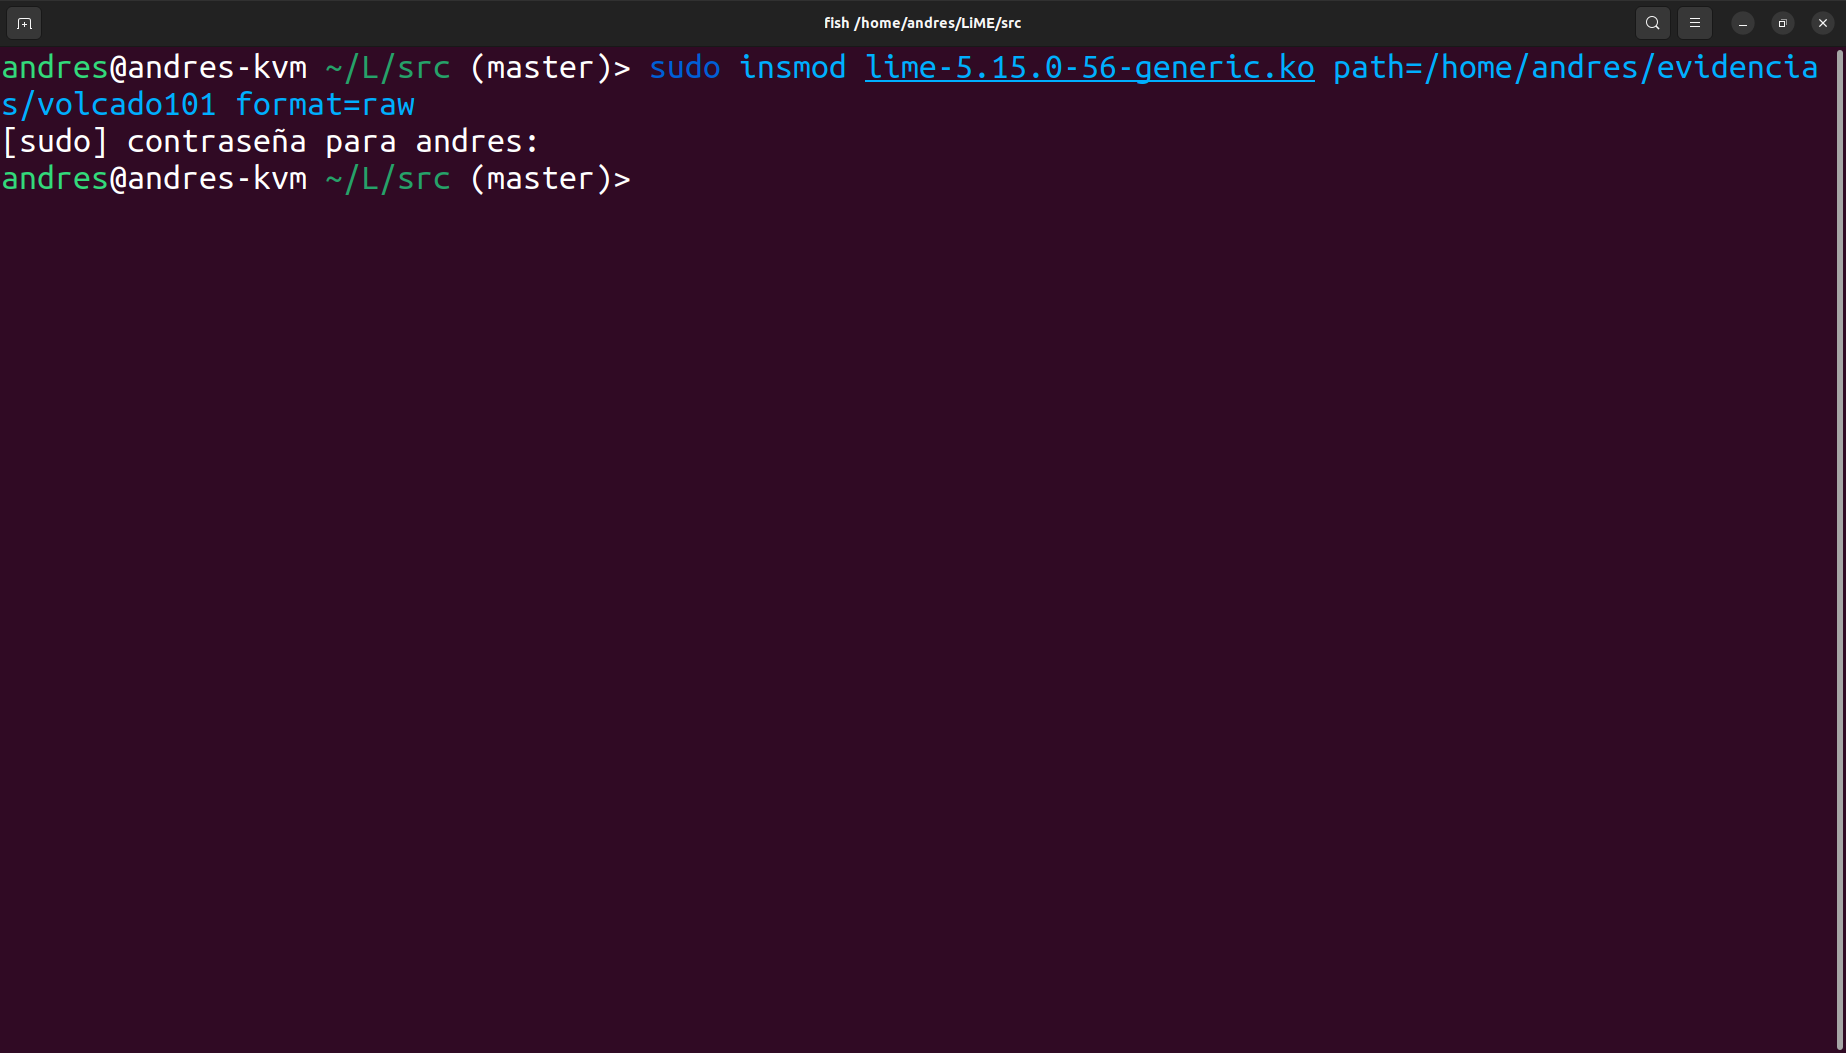 fish /home/andres/LiME/src
andres@andres-kvm ~/L/src (master)> sudo insmod lime-5.15.0-56-generic.ko path=/home/andres/evidencia
s/volcado101 format=raw
[sudo] contraseña para andres:
andres@andres-kvm ~/L/src (master)>